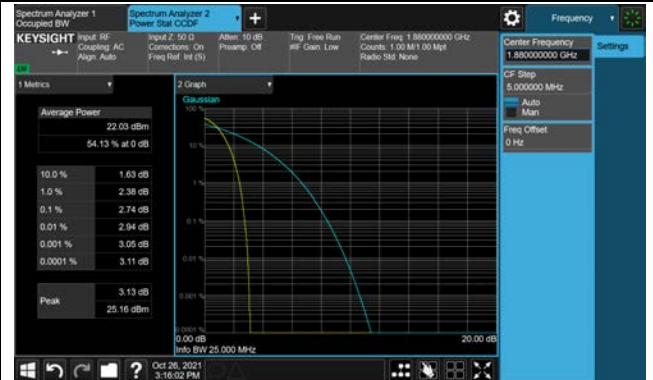 Spectrum Analyzer 1
Occupied BW
Spectrum Analyzer 2
Power Stat CCDF
Frequency
KEYSIGHT
Input: RF
Coupling: AC
Align: Auto
Input Z: 50 Ω
Corrections: On
Freq Ref: Int (S)
Atten: 10 dB
Preamp: Off
Trig: Free Run
#IF Gain: Low
Center Freq: 1.880000000 GHz
Counts: 1.00 M/1.00 Mpt
Radio Std: None
Center Frequency
1.880000000 GHz
Settings
CF Step
5.000000 MHz
Auto
Man
Freq Offset
0 Hz
1 Metrics
Average Power
22.03 dBm
54.13 % at 0 dB
10.0 % 1.63 dB
1.0 % 2.38 dB
0.1 % 2.74 dB
0.01 % 2.94 dB
0.001 % 3.05 dB
0.0001 % 3.11 dB
Peak
3.13 dB
25.16 dBm
2 Graph
Gaussian
100 %
10 %
1 %
0.1 %
0.01 %
0.001 %
0.0001 %
0.00 dB
20.00 dB
Info BW 25.000 MHz
Oct 26, 2021
3:16:02 PM